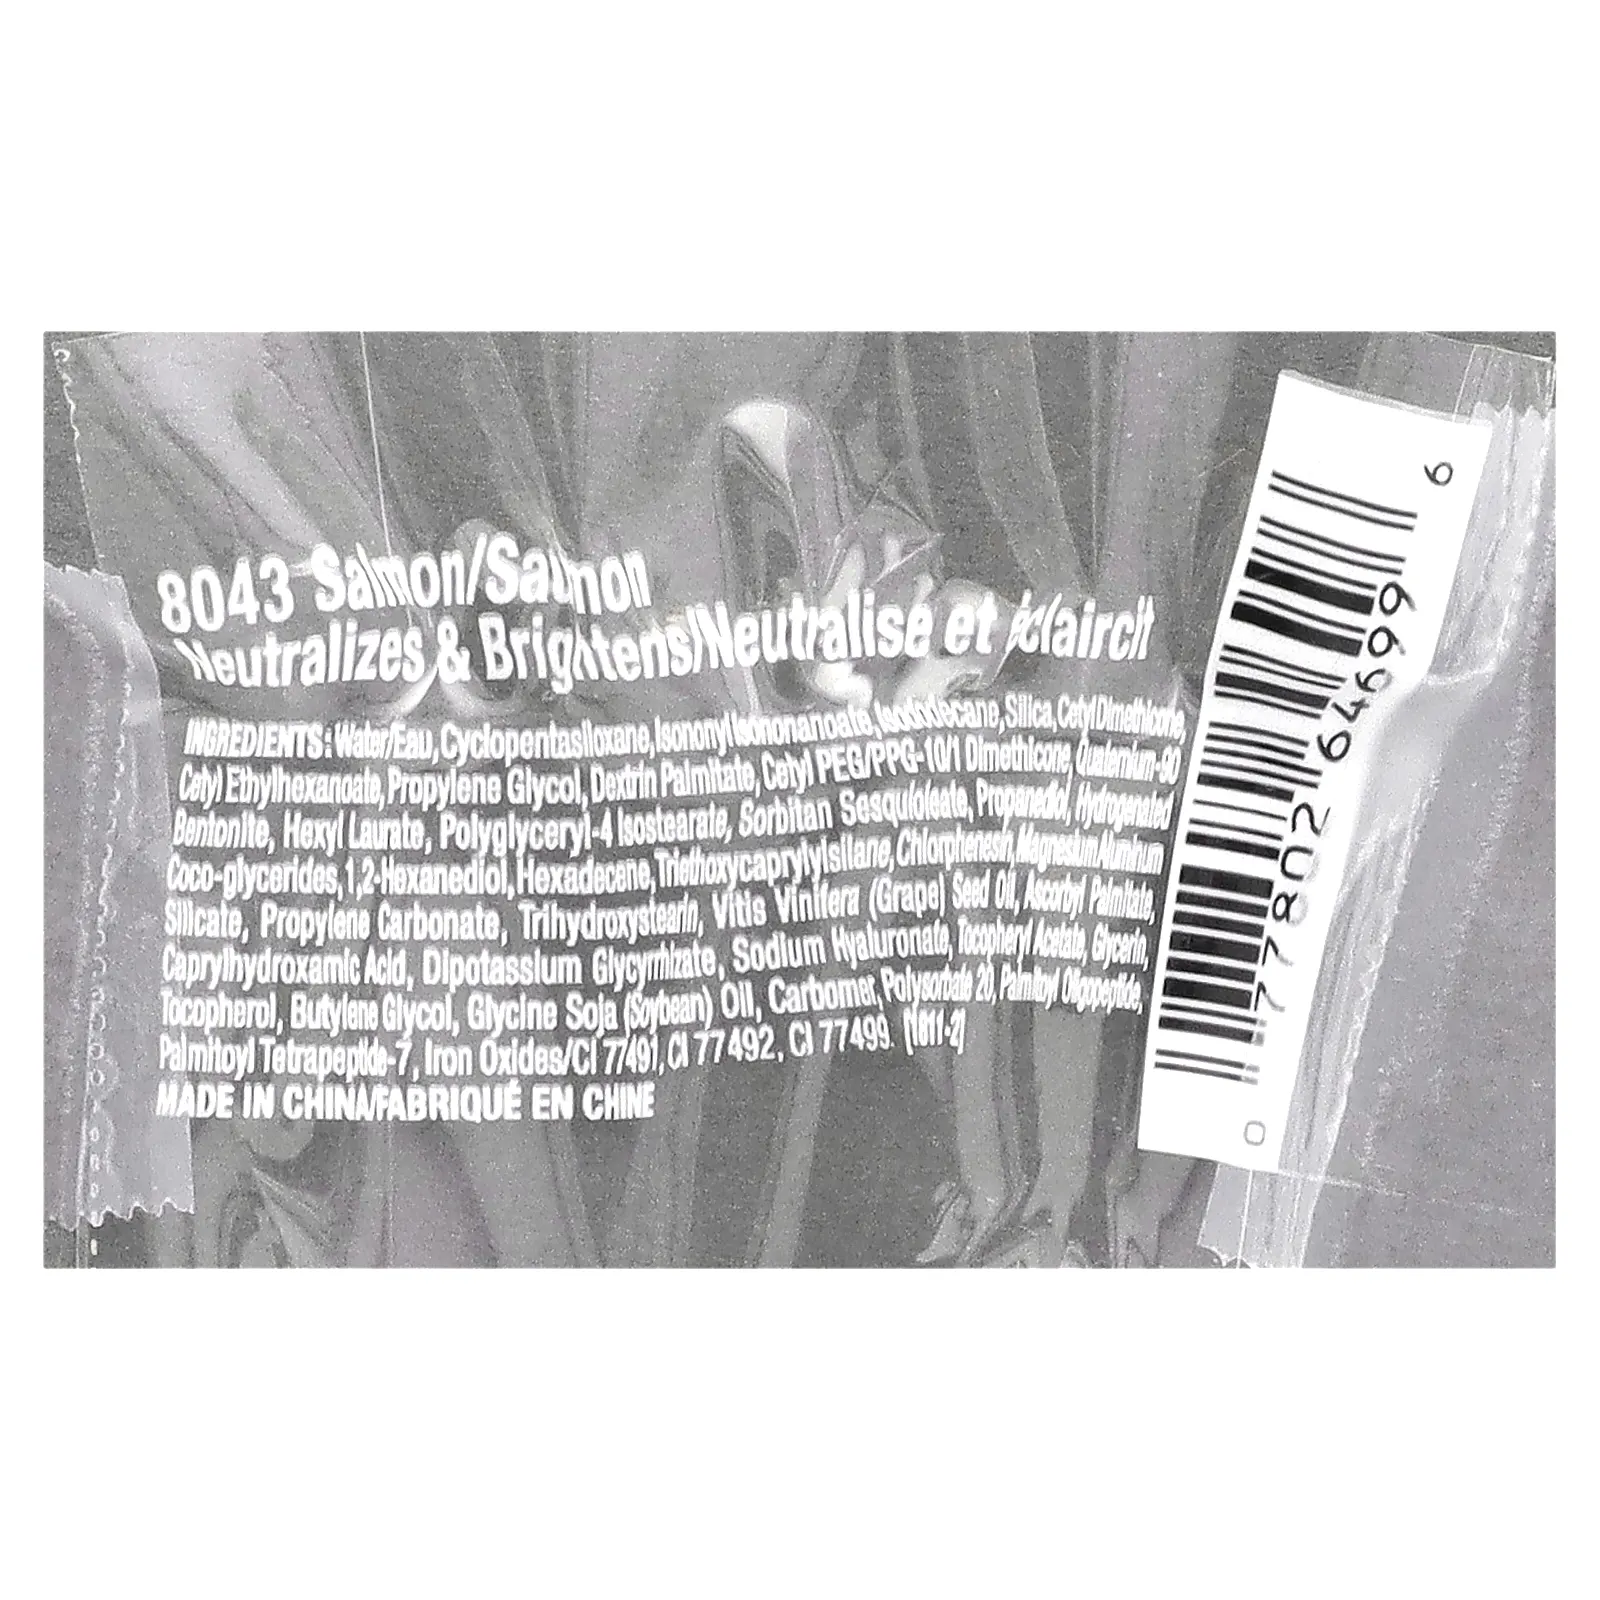 8043 Salmon/Saumon
Neutralizes & Brightens/Neutralise et éclaircit
INGREDIENTS: Water/Eau, Cyclopentasiloxane, Isononyl Isononanoate, Isododecane, Silica, Cetyl Dimethicone,
Cetyl Ethylhexanoate, Propylene Glycol, Dextrin Palmitate, Cetyl PEG/PPG-10/1 Dimethicone, Quaternium-90
Bentonite, Hexyl Laurate, Polyglyceryl-4 Isostearate, Sorbitan Sesquioleate, Propanediol, Hydrogenated
Coco-glycerides, 1,2-Hexanediol, Hexadecene, Triethoxycaprylylsilane, Chlorphenesin, Magnesium Aluminum
Silicate, Propylene Carbonate, Trihydroxystearin, Vitis Vinifera (Grape) Seed Oil, Ascorbyl Palmitate,
Caprylhydroxamic Acid, Dipotassium Glycyrrhizate, Sodium Hyaluronate, Tocopheryl Acetate, Glycerin,
Tocopherol, Butylene Glycol, Glycine Soja (Soybean) Oil, Carbomer, Polysorbate 20, Palmitoyl Oligopeptide,
Palmitoyl Tetrapeptide-7, Iron Oxides/CI 77491, CI 77492, CI 77499. [1811-2]
MADE IN CHINA/FABRIQUÉ EN CHINE
0 77802 64699 6